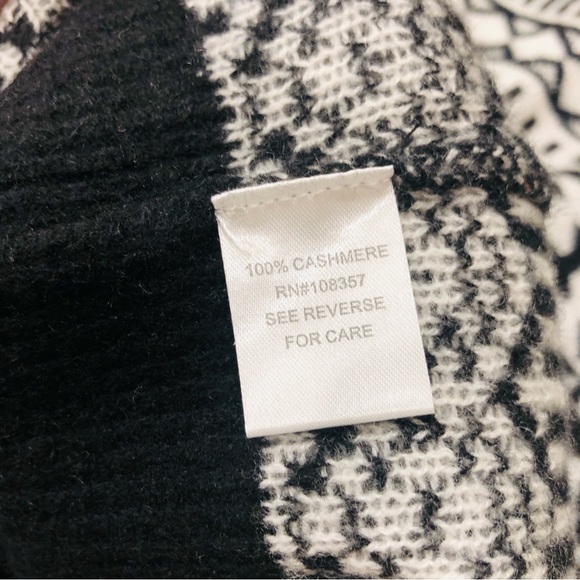 100% CASHMERE
RN#108357
SEE REVERSE
FOR CARE